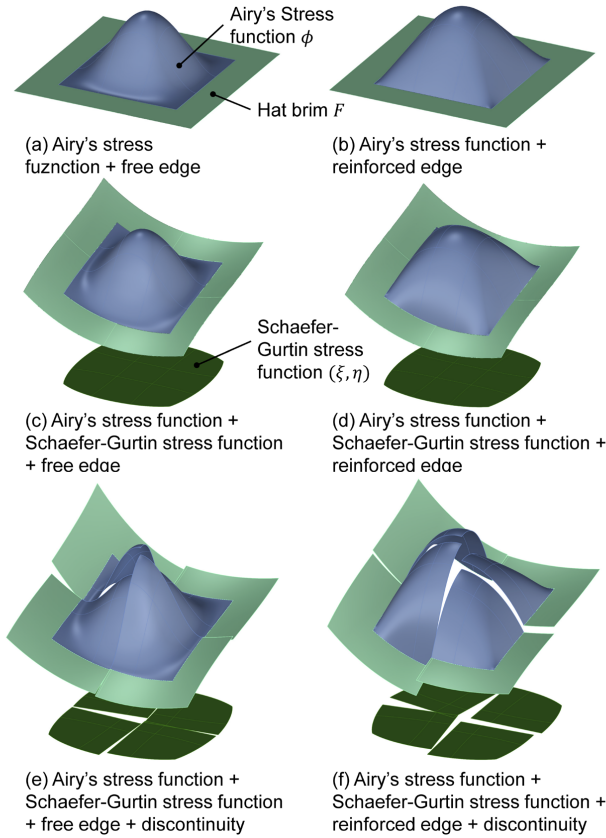 Airy's Stress
function ϕ
Hat brim F
(a) Airy's stress
fuznction + free edge
(b) Airy's stress function +
reinforced edge
Schaefer-
Gurtin stress
function (ξ, η)
(c) Airy's stress function +
Schaefer-Gurtin stress function
+ free edge
(d) Airy's stress function +
Schaefer-Gurtin stress function +
reinforced edge
(e) Airy's stress function +
Schaefer-Gurtin stress function
+ free edge + discontinuity
(f) Airy's stress function +
Schaefer-Gurtin stress function +
reinforced edge + discontinuity